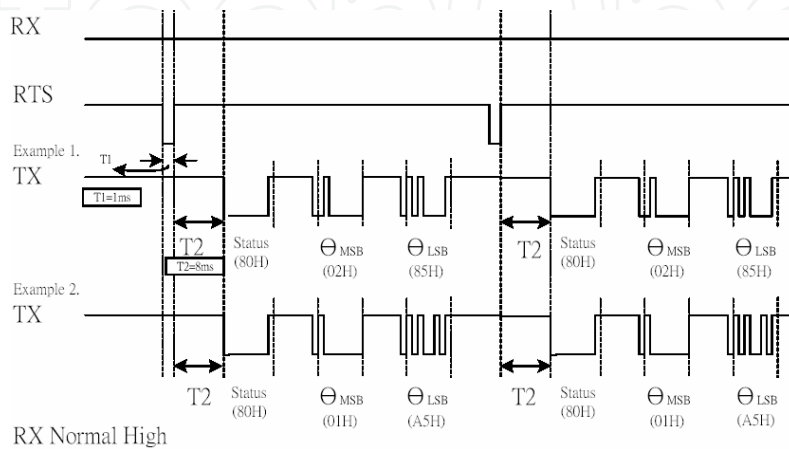 RX
RTS
Example 1.
T1
TX
T1=1ms
T2 Status ΘMSB ΘLSB T2 Status ΘMSB ΘLSB
(80H) (02H) (85H) (80H) (02H) (85H)
T2=8ms
Example 2.
TX
T2 Status ΘMSB ΘLSB T2 Status ΘMSB ΘLSB
(80H) (01H) (A5H) (80H) (01H) (A5H)
RX Normal High